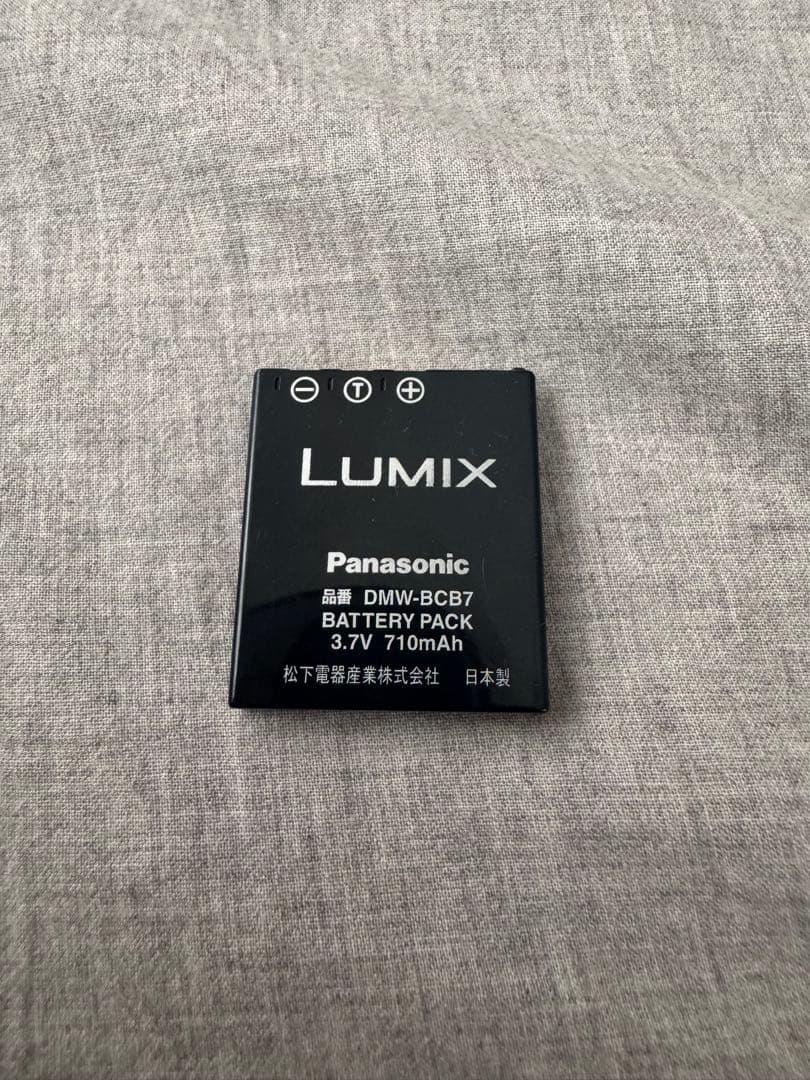 ⊖ Ⓣ ⊕
LUMIX
Panasonic
品番 DMW-BCB7
BATTERY PACK
3.7V 710mAh
松下電器産業株式会社 日本製